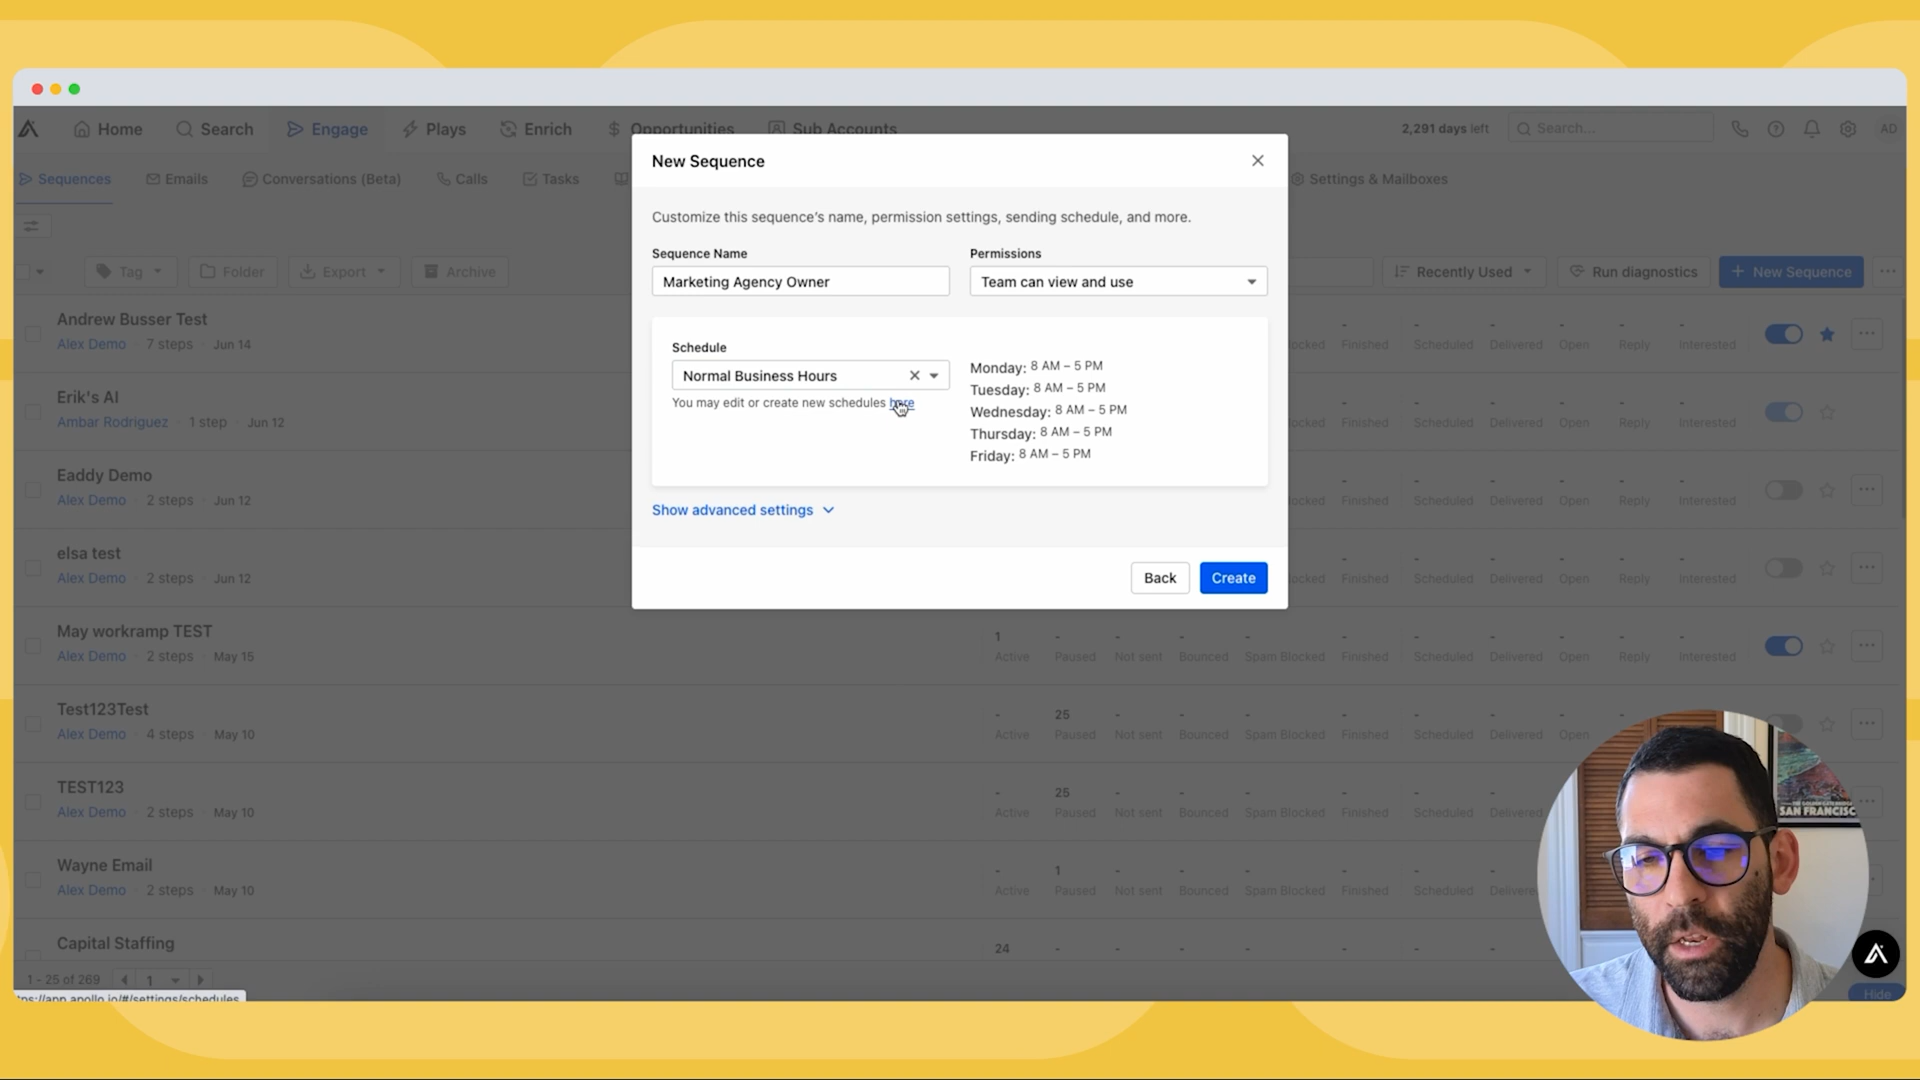 Home
Search
Engage
Plays
Enrich
Opportunities
Sub Accounts
2,291 days left
Search...
AD
Sequences
Emails
Conversations (Beta)
Calls
Tasks
Settings & Mailboxes
Tag
Folder
Export
Archive
Recently Used
Run diagnostics
+ New Sequence
New Sequence
Customize this sequence's name, permission settings, sending schedule, and more.
Sequence Name
Permissions
Marketing Agency Owner
Team can view and use
Schedule
Normal Business Hours
You may edit or create new schedules here
Monday: 8 AM – 5 PM
Tuesday: 8 AM – 5 PM
Wednesday: 8 AM – 5 PM
Thursday: 8 AM – 5 PM
Friday: 8 AM – 5 PM
Show advanced settings
Back
Create
Andrew Busser Test
Alex Demo · 7 steps · Jun 14
- - - - - -
Finished Scheduled Delivered Open Reply Interested
Erik's AI
Ambar Rodriguez · 1 step · Jun 12
- - - - - -
Finished Scheduled Delivered Open Reply Interested
Eaddy Demo
Alex Demo · 2 steps · Jun 12
- - - - - -
Finished Scheduled Delivered Open Reply Interested
elsa test
Alex Demo · 2 steps · Jun 12
- - - - - -
Finished Scheduled Delivered Open Reply Interested
May workramp TEST
Alex Demo · 2 steps · May 15
1 - - - - - - - - - -
Active Paused Not sent Bounced Spam Blocked Finished Scheduled Delivered Open Reply Interested
Test123Test
Alex Demo · 4 steps · May 10
- 25 - - - - - - - - -
Active Paused Not sent Bounced Spam Blocked Finished Scheduled Delivered Open
TEST123
Alex Demo · 2 steps · May 10
- 25 - - - - - -
Active Paused Not sent Bounced Spam Blocked Finished Scheduled Delivered
Wayne Email
Alex Demo · 2 steps · May 10
- 1 - - - - - -
Active Paused Not sent Bounced Spam Blocked Finished Scheduled
Capital Staffing
24 - - - - - - -
1 - 25 of 269
1
tps://app.apollo.io/#/settings/schedules
SAN FRANCISC
Hide